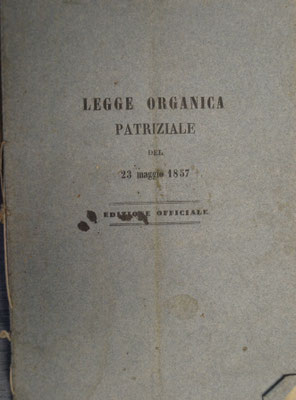 LEGGE ORGANICA
PATRIZIALE
DEL
23 maggio 1857
EDIZIONE OFFICIALE